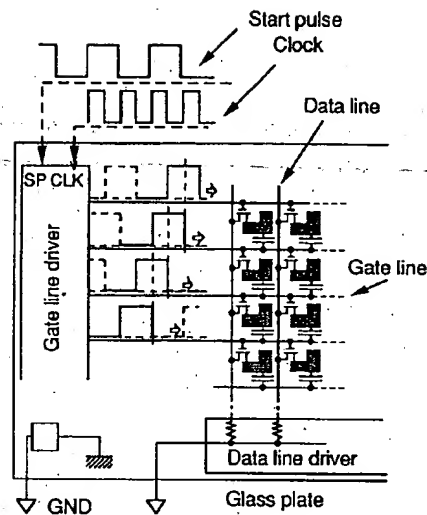 Start pulse
Clock
Data line
SP CLK
Gate line driver
Gate line
Data line driver
GND
Glass plate